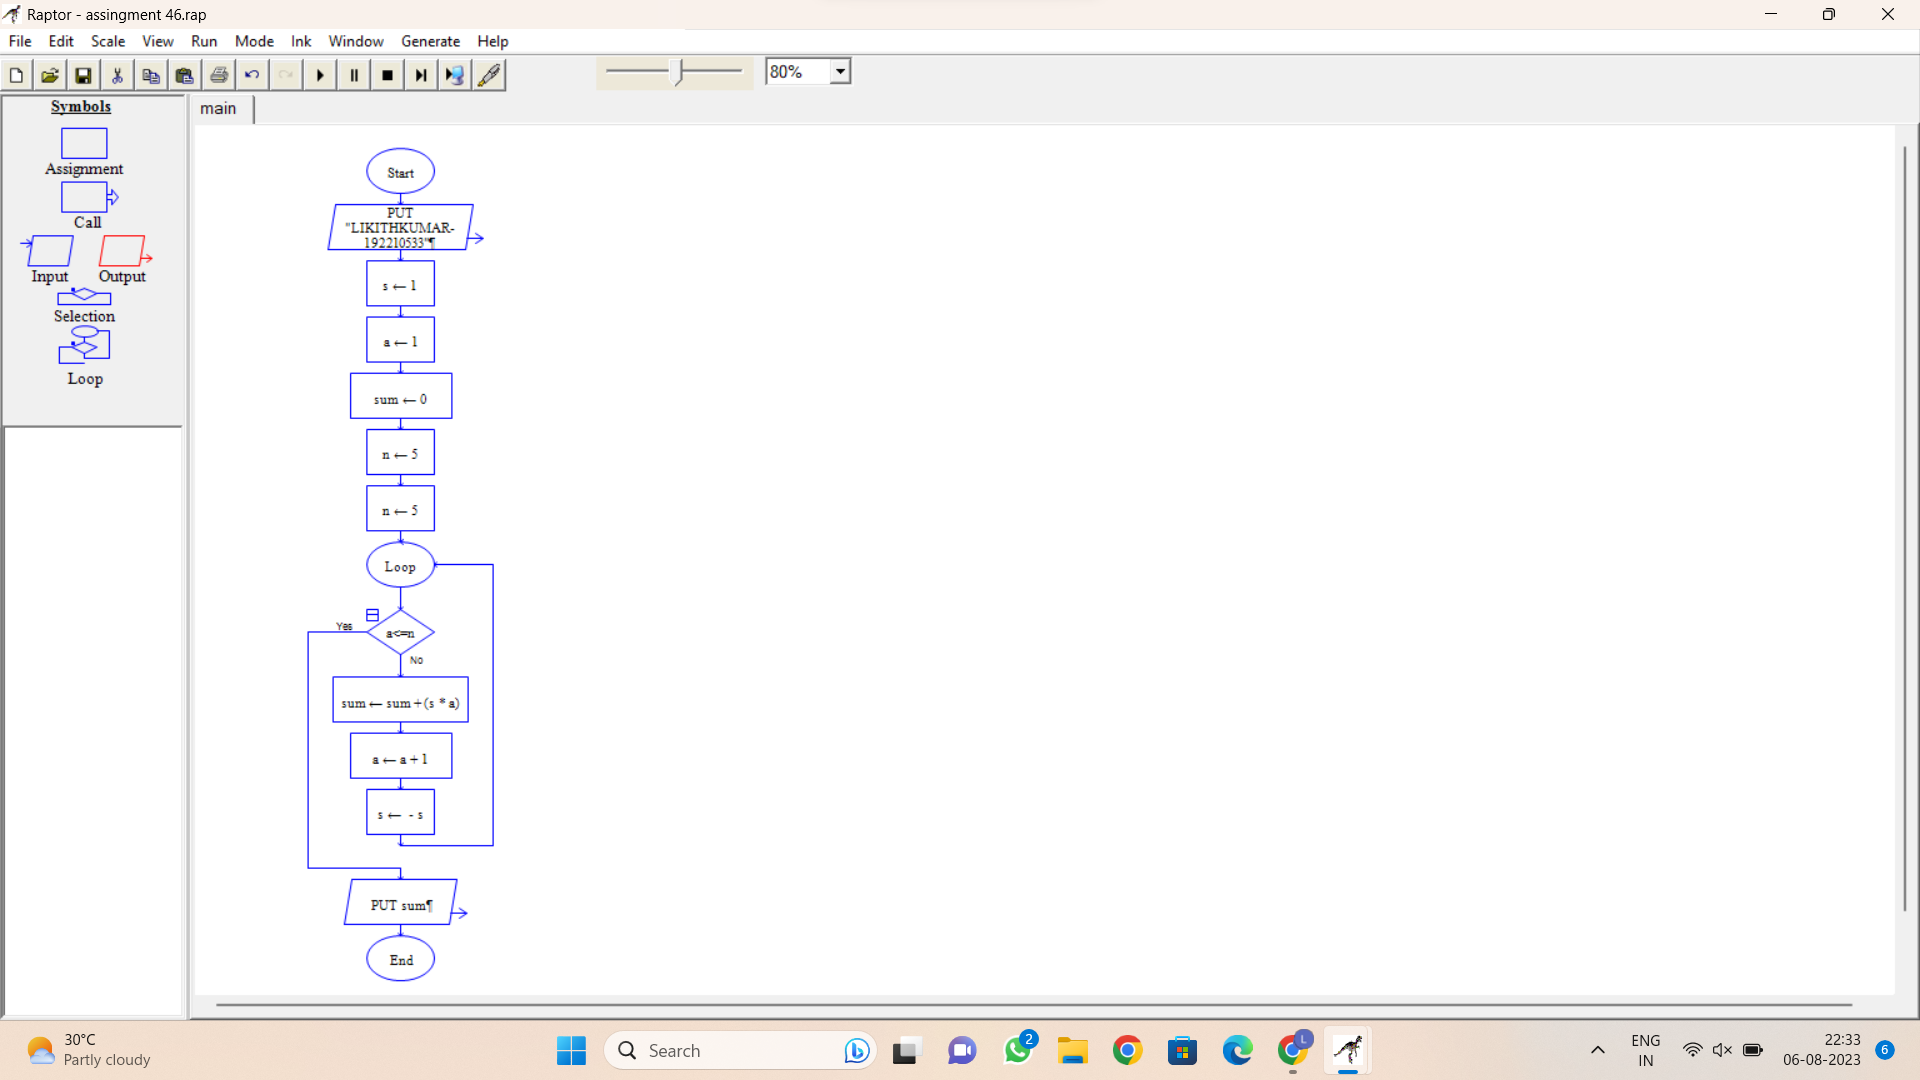 Raptor - assingment 46.rap
File Edit Scale View Run Mode Ink Window Generate Help
80%
Symbols
Assignment
Call
Input Output
Selection
Loop
main
Start
PUT
"LIKITHKUMAR-
192210533"¶
s ← 1
a ← 1
sum ← 0
n ← 5
n ← 5
Loop
Yes
a<=n
No
sum ← sum+(s * a)
a ← a + 1
s ← - s
PUT sum¶
End
30°C
Partly cloudy
Search
2
L
ENG
IN
22:33
06-08-2023
6